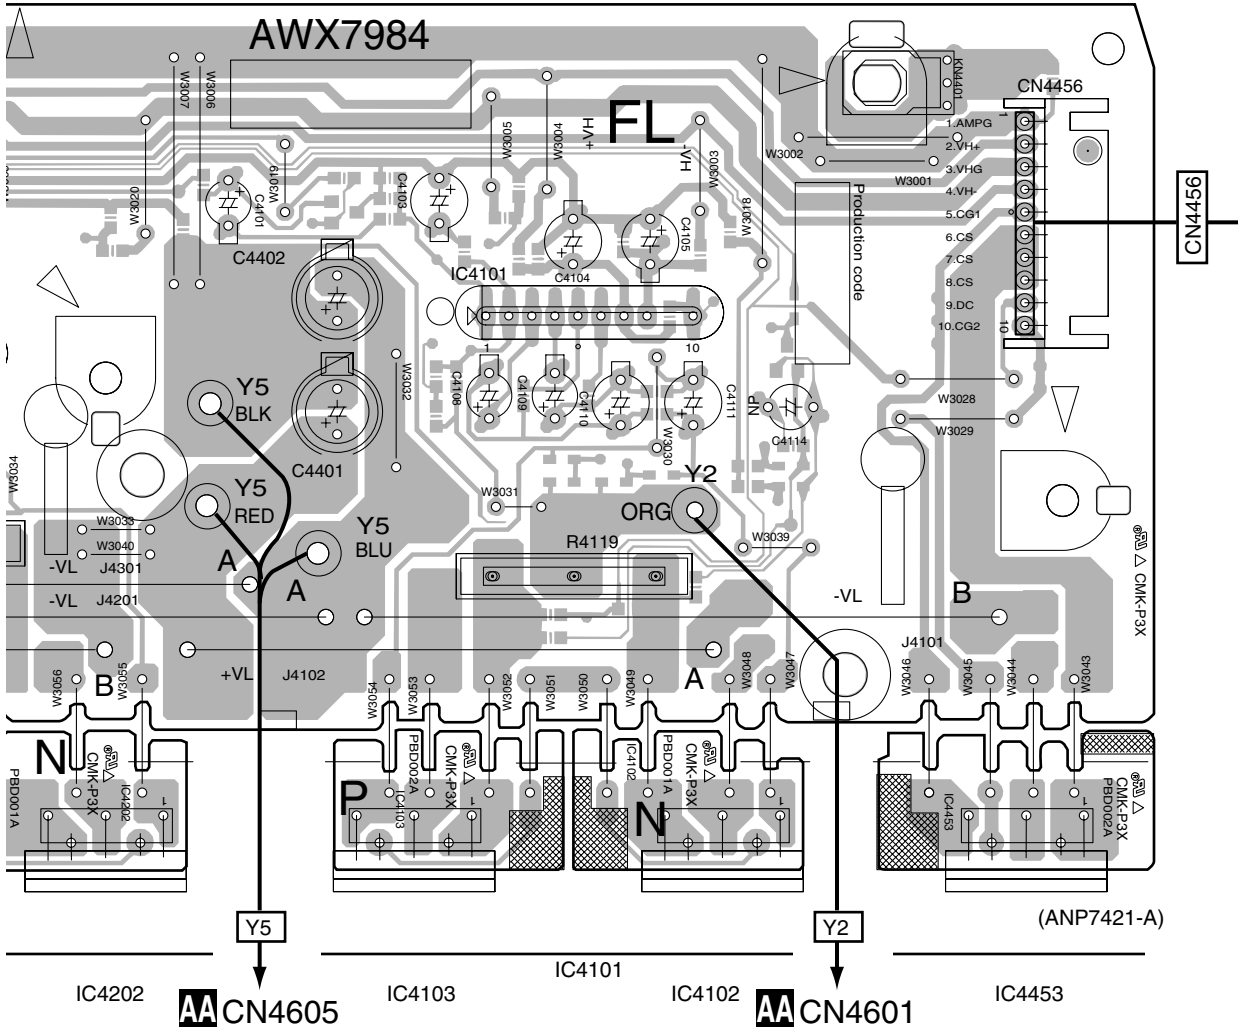 AWX7984
FL
+VH
-VH
W3007
W3006
W3005
W3004
W3003
W3002
W3001
KN4401
CN4456
1
1.AMPG
2.VH+
3.VHG
4.VH-
5.CG1
6.CS
7.CS
8.CS
9.DC
10.CG2
10
CN4456
W3020
W3019
C4101
C4103
C4402
C4104
C4105
W3018
Production code
IC4101
1
10
W3032
C4108
C4109
C4110
C4111
W3030
NP
C4114
W3028
W3029
Y5
BLK
C4401
Y5
RED
Y5
BLU
W3034
W3033
W3040
-VL
J4301
-VL
J4201
A
A
W3031
Y2
ORG
R4119
W3039
-VL
B
CMK-P3X
J4101
+VL
J4102
B
A
W3056
W3055
W3054
W3053
W3052
W3051
W3050
W3049
W3048
W3047
W3046
W3045
W3044
W3043
N
PBD001A
CMK-P3X
IC4202
1
P
PBD002A
CMK-P3X
IC4103
1
IC4102
PBD001A
CMK-P3X
N
1
IC4453
1
CMK-P3X
PBD002A
(ANP7421-A)
Y5
Y2
IC4202
IC4103
IC4101
IC4102
IC4453
AA CN4605
AA CN4601